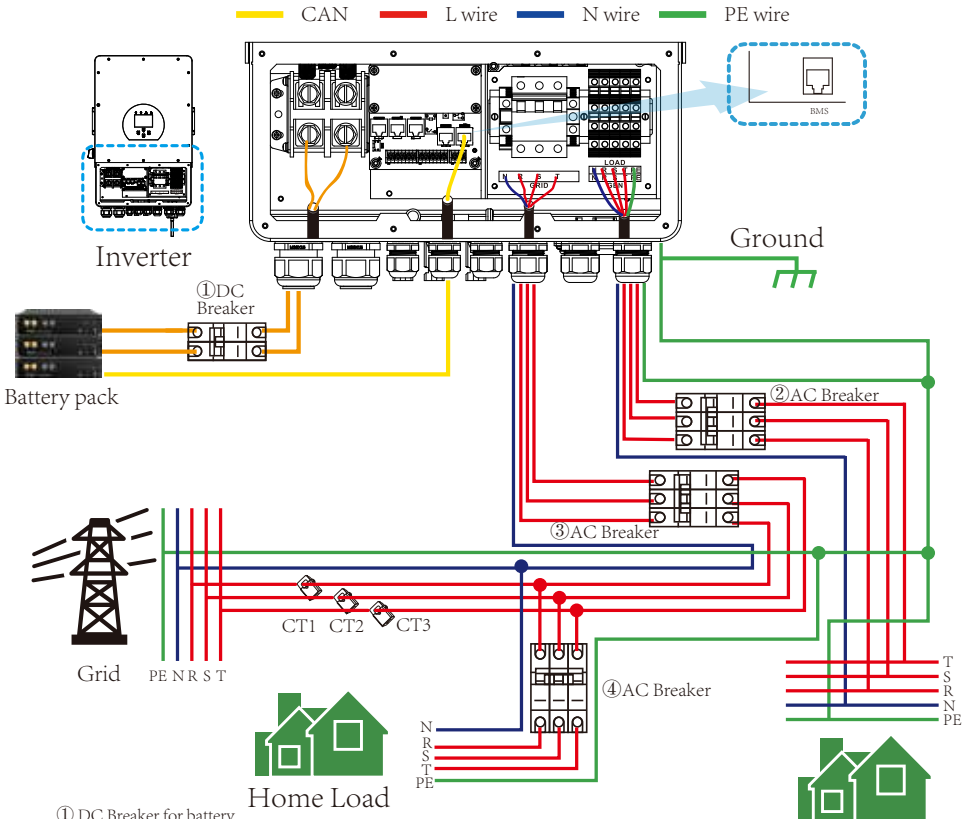 CAN L wire N wire PE wire
BMS
LOAD
N R S T
GRID
GEN
Inverter
Ground
①DC
Breaker
Battery pack
②AC Breaker
③AC Breaker
CT1 CT2 CT3
Grid
PE N R S T
④AC Breaker
T
S
R
N
PE
N
R
S
T
PE
Home Load
① DC Breaker for battery